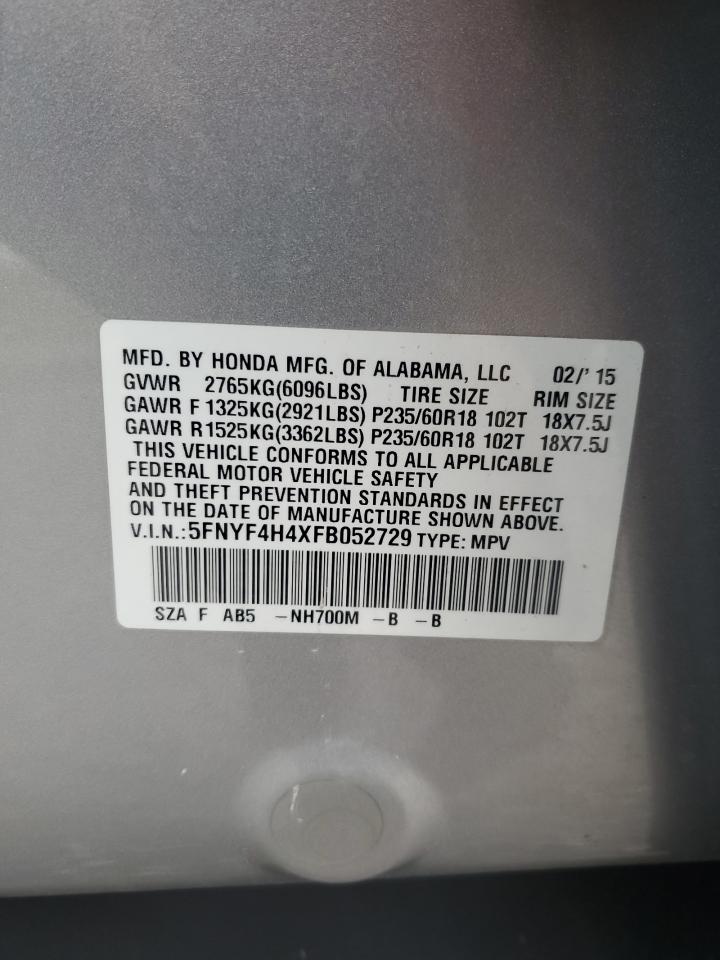 MFD. BY HONDA MFG. OF ALABAMA, LLC 02/'15
GVWR 2765KG(6096LBS) TIRE SIZE RIM SIZE
GAWR F 1325KG(2921LBS) P235/60R18 102T 18X7.5J
GAWR R1525KG(3362LBS) P235/60R18 102T 18X7.5J
THIS VEHICLE CONFORMS TO ALL APPLICABLE
FEDERAL MOTOR VEHICLE SAFETY
AND THEFT PREVENTION STANDARDS IN EFFECT
ON THE DATE OF MANUFACTURE SHOWN ABOVE.
V.I.N.:5FNYF4H4XFB052729 TYPE: MPV
SZA F AB5 -NH700M -B -B